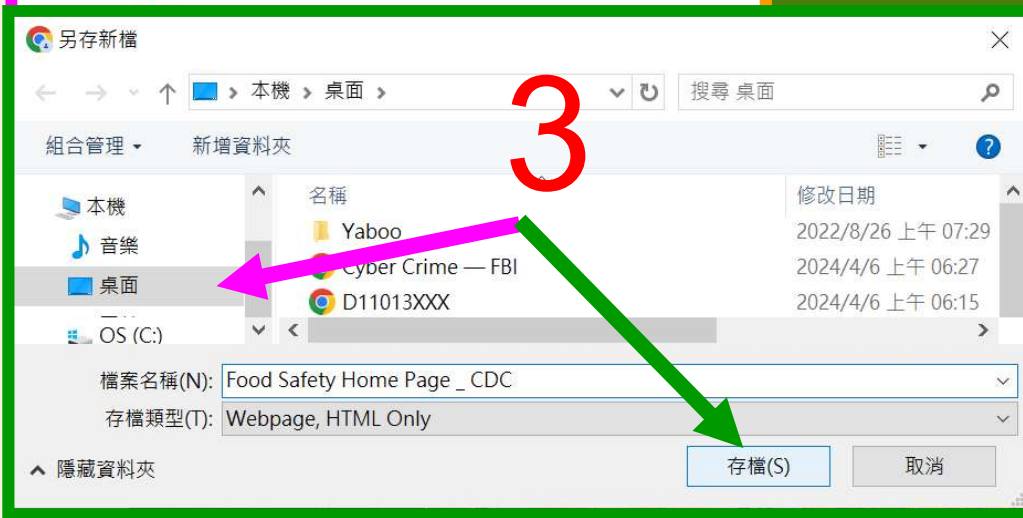 另存新檔
本機 › 桌面 ›
搜尋 桌面
3
組合管理
新增資料夾
名稱
修改日期
本機
音樂
桌面
OS (C:)
Yaboo
2022/8/26 上午 07:29
Cyber Crime — FBI
2024/4/6 上午 06:27
D11013XXX
2024/4/6 上午 06:15
檔案名稱(N): Food Safety Home Page _ CDC
存檔類型(T): Webpage, HTML Only
隱藏資料夾
存檔(S)
取消